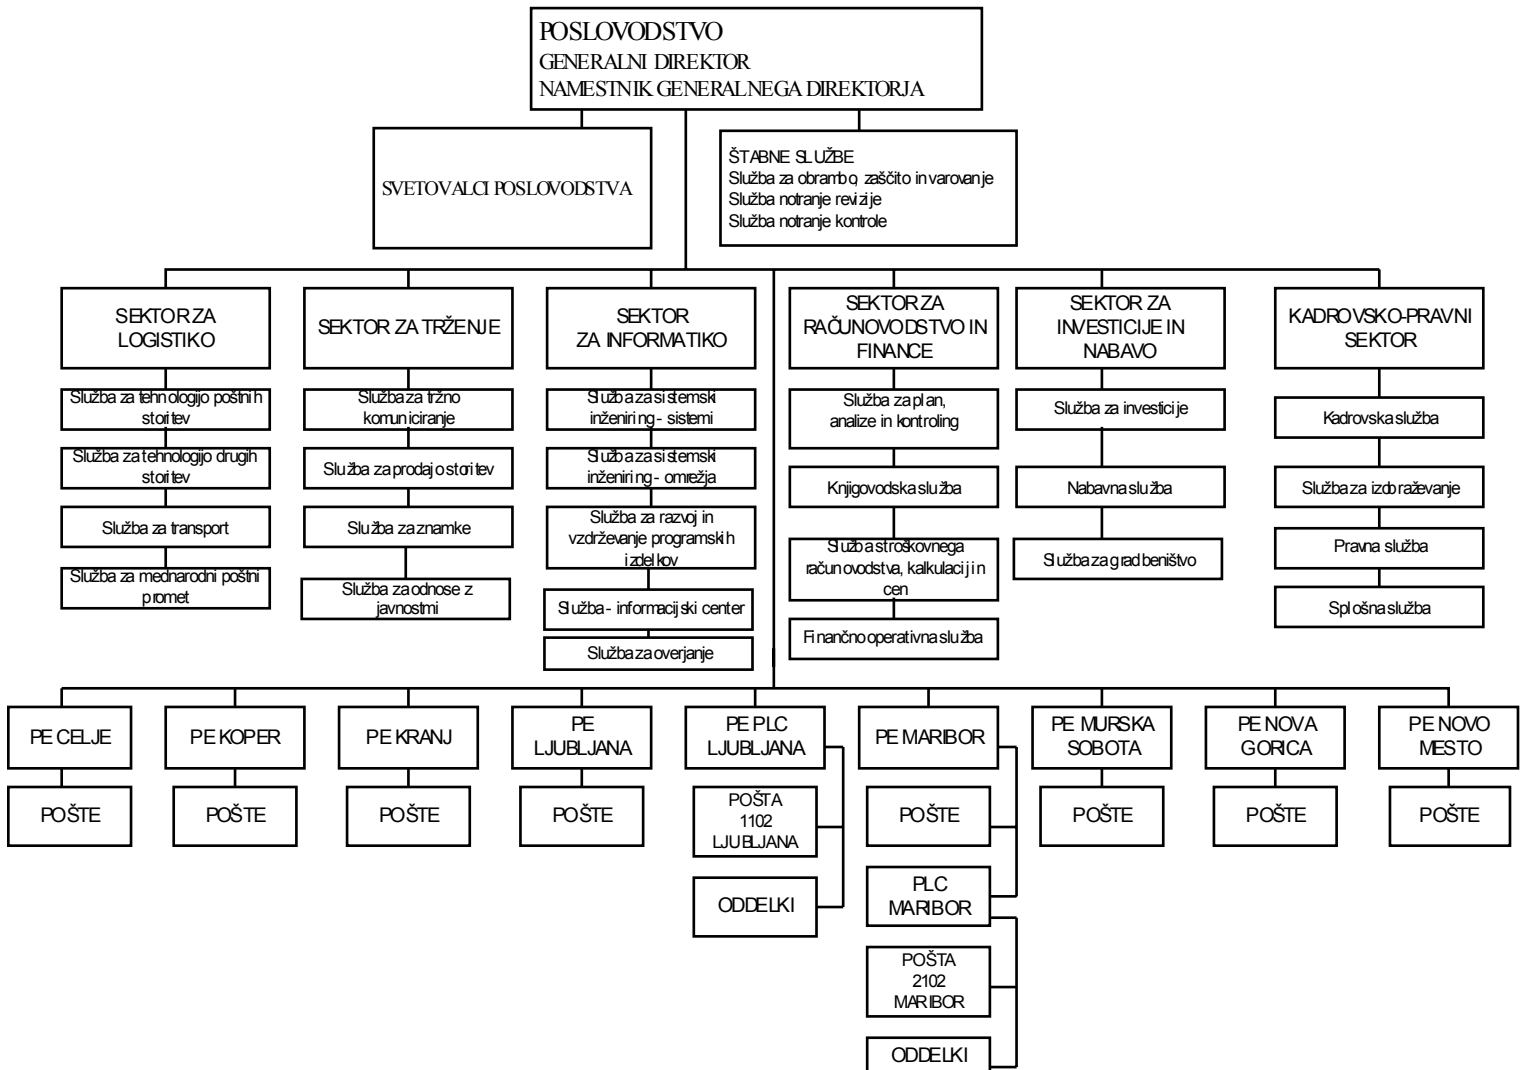 POSLOVODSTVO
GENERALNI DIREKTOR
NAMESTNIK GENERALNEGA DIREKTORJA
SVETOVALCI POSLOVODSTVA
ŠTABNE SLUŽBE
Služba za obrambo, zaščito in varovanje
Služba notranje revizije
Služba notranje kontrole
SEKTOR ZA
LOGISTIKO
SEKTOR ZA TRŽENJE
SEKTOR
ZA INFORMATIKO
SEKTOR ZA
RAČUNOVODSTVO IN
FINANCE
SEKTOR ZA
INVESTICIJE IN
NABAVO
KADROVSKO-PRAVNI
SEKTOR
Služba za tehnologijo poštnih
storitev
Služba za tehnologijo drugih
storitev
Služba za transport
Služba za mednarodni poštni
promet
Služba za tržno
komuniciranje
Služba za prodajo storitev
Služba za znamke
Služba za odnose z
javnostmi
Služba za sistemski
inženiring - sistemi
Služba za sistemski
inženiring - omrežja
Služba za razvoj in
vzdrževanje programskih
izdelkov
Služba - informacijski center
Služba za overjanje
Služba za plan,
analize in kontroling
Knjigovodska služba
Služba stroškovnega
računovodstva, kalkulacij in
cen
Finančno operativna služba
Služba za investicije
Nabavna služba
Služba za gradbeništvo
Kadrovska služba
Služba za izobraževanje
Pravna služba
Splošna služba
PE CELJE
PE KOPER
PE KRANJ
PE
LJUBLJANA
PE PLC
LJUBLJANA
PE MARIBOR
PE MURSKA
SOBOTA
PE NOVA
GORICA
PE NOVO
MESTO
POŠTE
POŠTE
POŠTE
POŠTE
POŠTA
1102
LJUBLJANA
POŠTE
POŠTE
POŠTE
POŠTE
ODDELKI
PLC
MARIBOR
POŠTA
2102
MARIBOR
ODDELKI